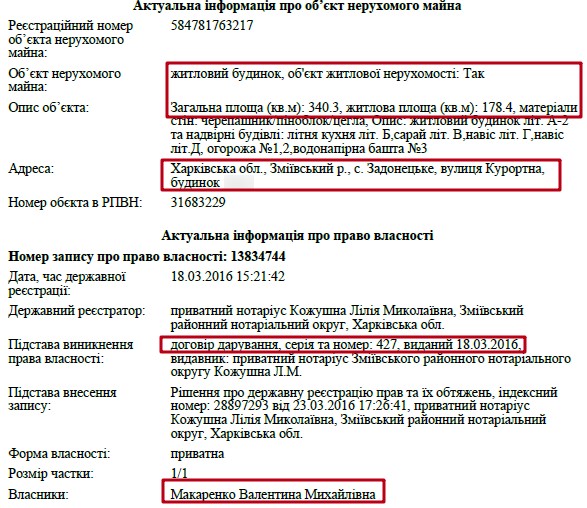 Актуальна інформація про об’єкт нерухомого майна
Реєстраційний номер 584781763217
об’єкта нерухомого
майна:
Об’єкт нерухомого житловий будинок, об'єкт житлової нерухомості: Так
майна:
Опис об’єкта: Загальна площа (кв.м): 340.3, житлова площа (кв.м): 178.4, матеріали
стін: черепашник/піноблок/цегла, Опис: житловий будинок літ. А-2
та надвірні будівлі: літня кухня літ. Б,сарай літ. В,навіс літ. Г,навіс
літ.Д, огорожа №1,2,водонапірна башта №3
Адреса: Харківська обл., Зміївський р., с. Задонецьке, вулиця Курортна,
будинок
Номер обєкта в РПВН: 31683229
Актуальна інформація про право власності
Номер запису про право власності: 13834744
Дата, час державної 18.03.2016 15:21:42
реєстрації:
Державний реєстратор: приватний нотаріус Кожушна Лілія Миколаївна, Зміївський
районний нотаріальний округ, Харківська обл.
Підстава виникнення договір дарування, серія та номер: 427, виданий 18.03.2016,
права власності: видавник: приватний нотаріус Зміївського районного нотаріального
округу Кожушна Л.М.
Підстава внесення Рішення про державну реєстрацію прав та їх обтяжень, індексний
запису: номер: 28897293 від 23.03.2016 17:26:41, приватний нотаріус
Кожушна Лілія Миколаївна, Зміївський районний нотаріальний
округ, Харківська обл.
Форма власності: приватна
Розмір частки: 1/1
Власники: Макаренко Валентина Михайлівна